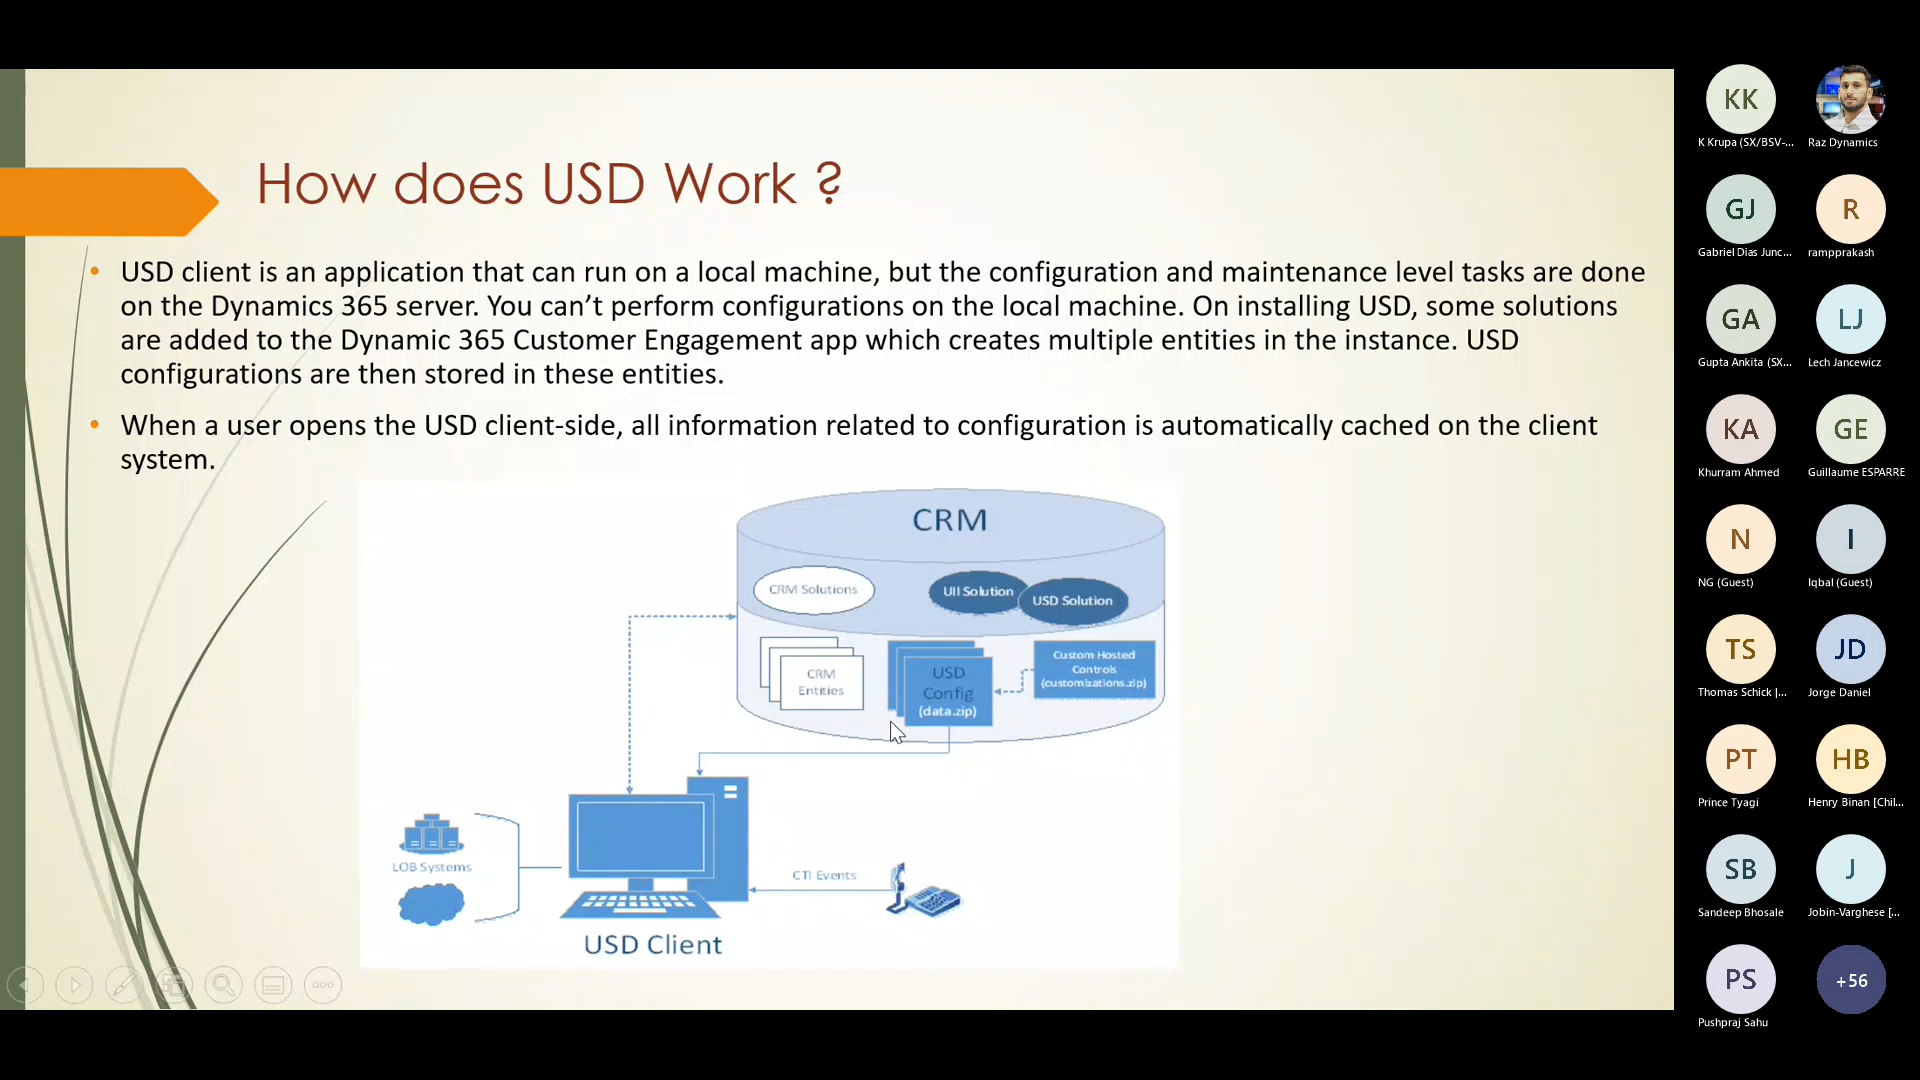 How does USD Work ?
• USD client is an application that can run on a local machine, but the configuration and maintenance level tasks are done
on the Dynamics 365 server. You can’t perform configurations on the local machine. On installing USD, some solutions
are added to the Dynamic 365 Customer Engagement app which creates multiple entities in the instance. USD
configurations are then stored in these entities.
• When a user opens the USD client-side, all information related to configuration is automatically cached on the client
system.
CRM
CRM Solutions
UII Solution
USD Solution
CRM
Entities
USD
Config
(data.zip)
Custom Hosted
Controls
(customizations.zip)
LOB Systems
CTI Events
USD Client
KK
K Krupa (SX/BSV-...
Raz Dynamics
GJ
Gabriel Dias Junc...
R
rampprakash
GA
Gupta Ankita (SX...
LJ
Lech Jancewicz
KA
Khurram Ahmed
GE
Guillaume ESPARRE
N
NG (Guest)
I
Iqbal (Guest)
TS
Thomas Schick |...
JD
Jorge Daniel
PT
Prince Tyagi
HB
Henry Binan [Chil...
SB
Sandeep Bhosale
J
Jobin-Varghese [...
PS
Pushpraj Sahu
+56